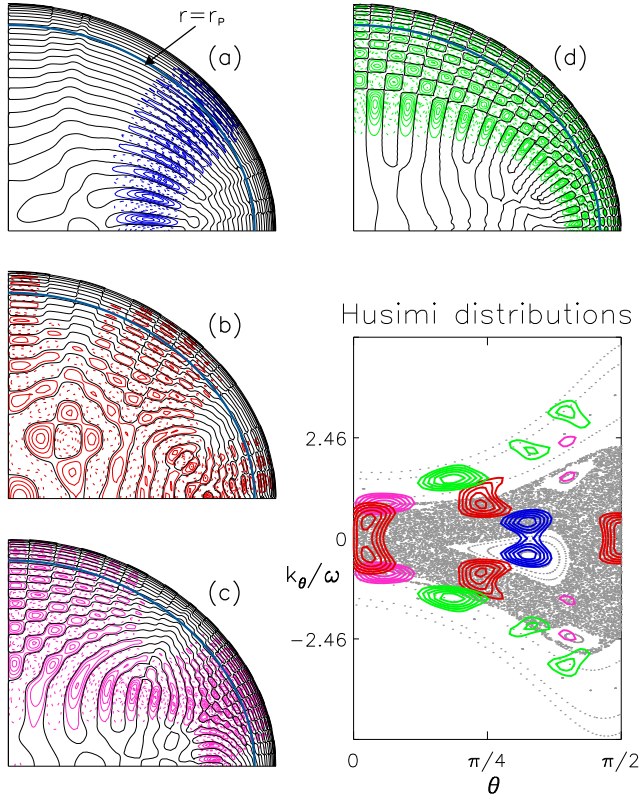 r=rₚ
(a)
(d)
(b)
(c)
Husimi distributions
2.46
0
kθ/ω
−2.46
0
π/4
π/2
θ